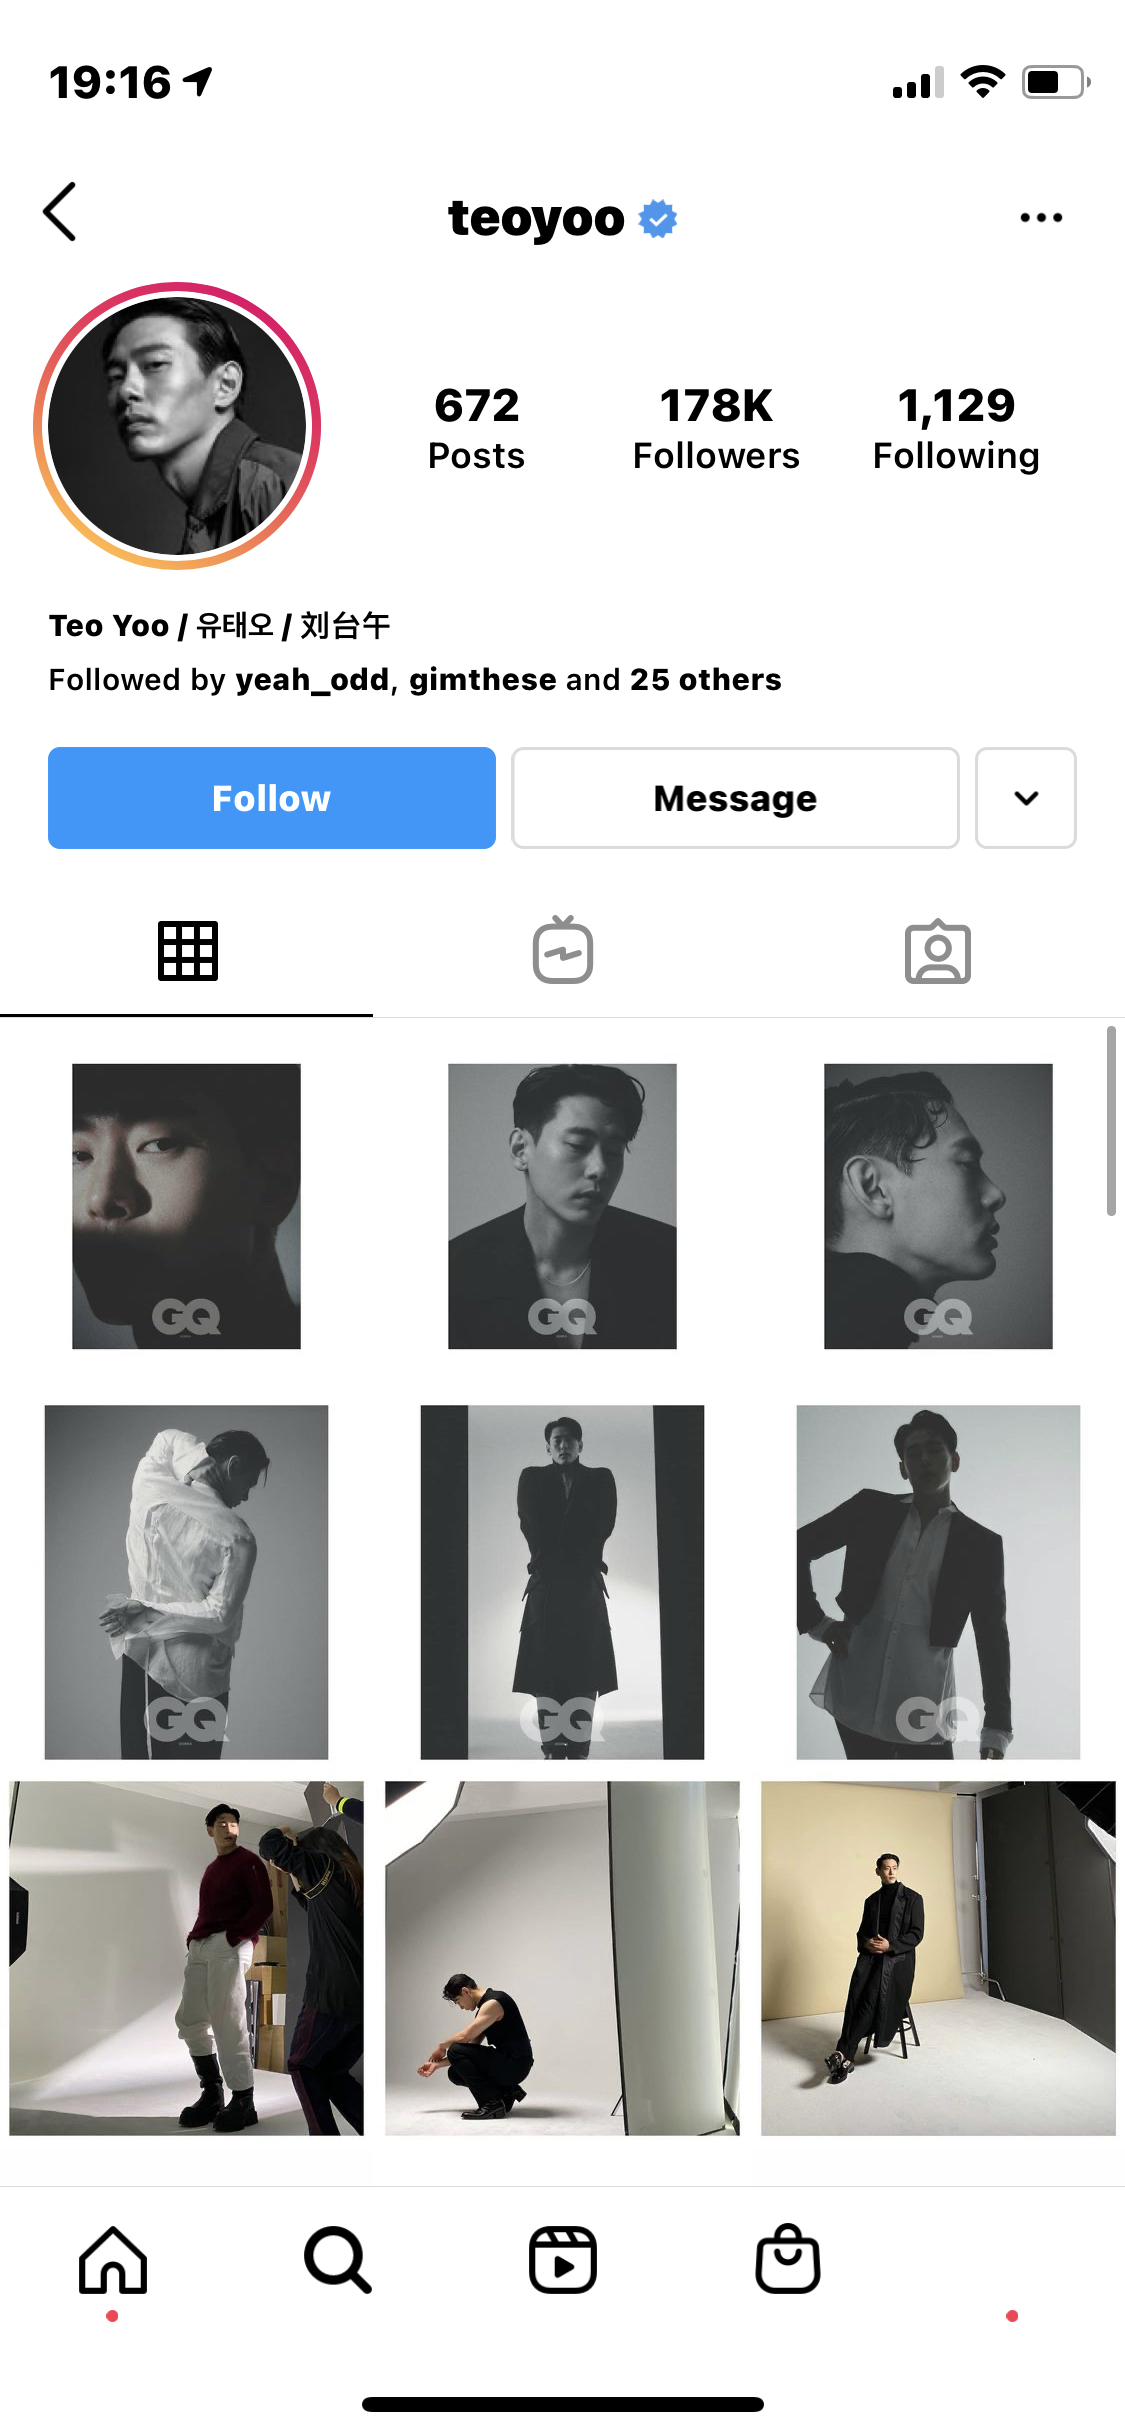 19:16
teoyoo
672 178K 1,129
Posts Followers Following
Teo Yoo / 유태오 / 刘台午
Followed by yeah_odd, gimthese and 25 others
Follow Message
GQ GQ GQ
GQ GQ GQ